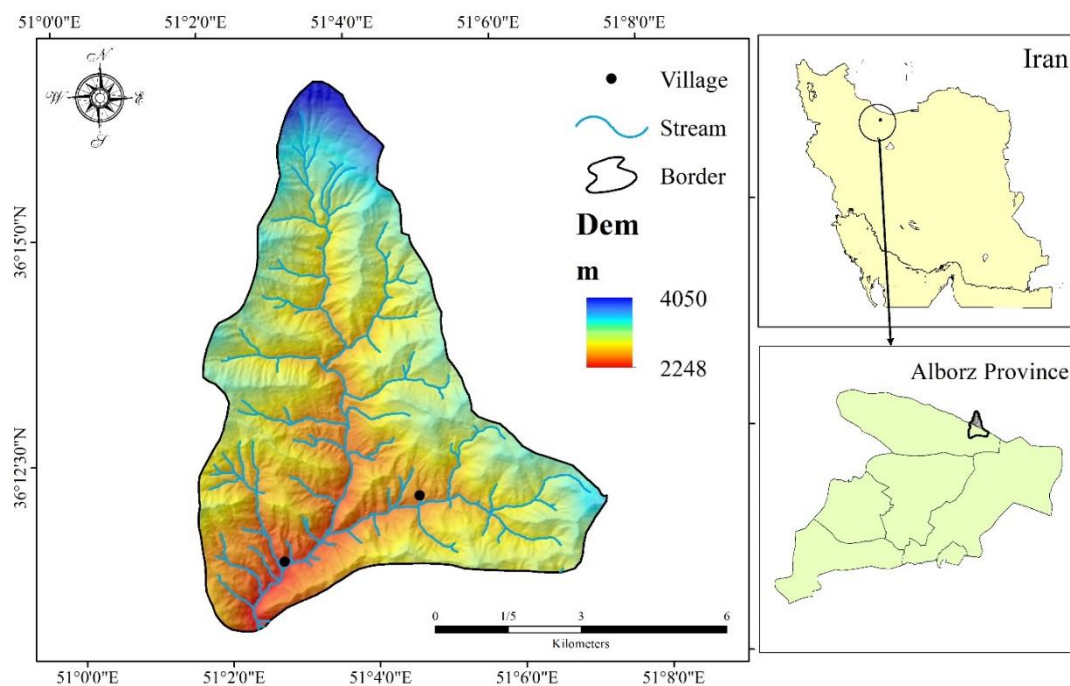 51°0'0"E 51°2'0"E 51°4'0"E 51°6'0"E 51°8'0"E
N
W E
S
Village
Stream
Border
Dem
m
4050
2248
36°15'0"N
36°12'30"N
0 1/5 3 6
Kilometers
51°0'0"E 51°2'0"E 51°4'0"E 51°6'0"E 51°8'0"E
Iran
Alborz Province